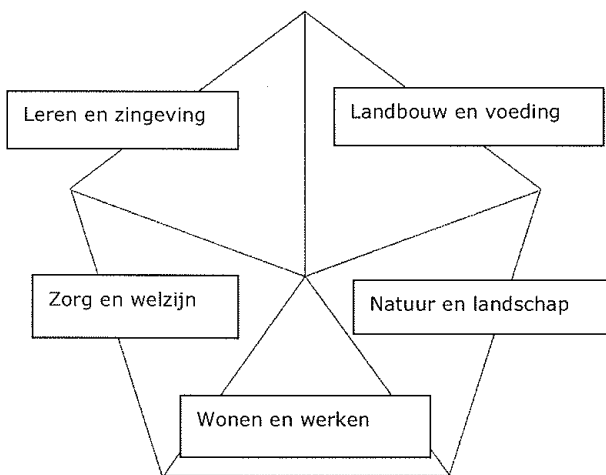 Leren en zingeving
Landbouw en voeding
Zorg en welzijn
Natuur en landschap
Wonen en werken